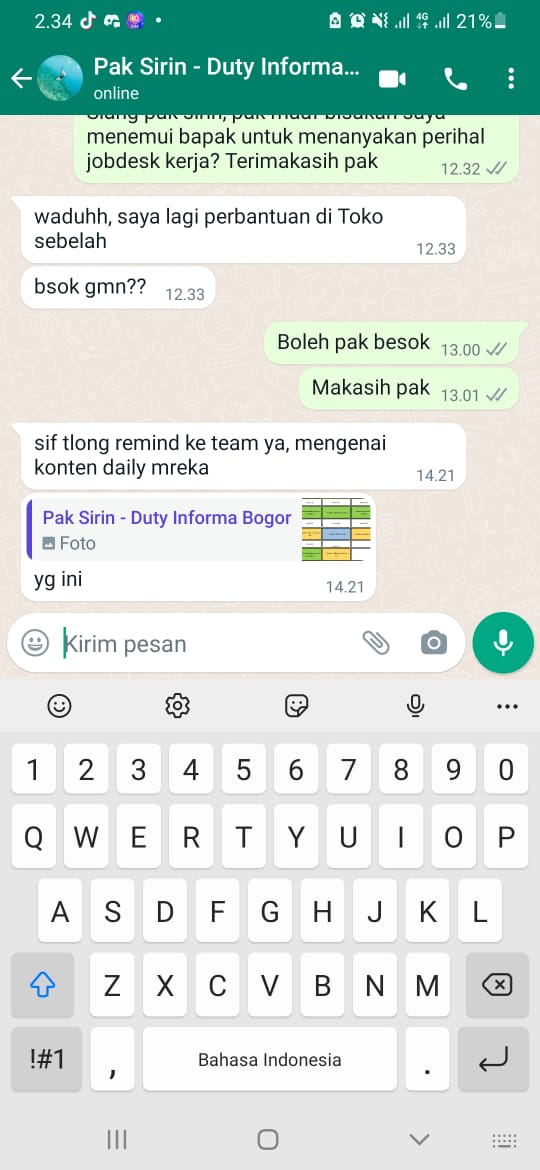 2.34
4G
21%
Pak Sirin - Duty Informa...
online
menemui bapak untuk menanyakan perihal
jobdesk kerja? Terimakasih pak
12.32
waduhh, saya lagi perbantuan di Toko
sebelah
12.33
bsok gmn??
12.33
Boleh pak besok
13.00
Makasih pak
13.01
sif tlong remind ke team ya, mengenai
konten daily mreka
14.21
Pak Sirin - Duty Informa Bogor
Foto
yg ini
14.21
Kirim pesan
1 2 3 4 5 6 7 8 9 0
Q W E R T Y U I O P
A S D F G H J K L
Z X C V B N M
!#1 , Bahasa Indonesia .